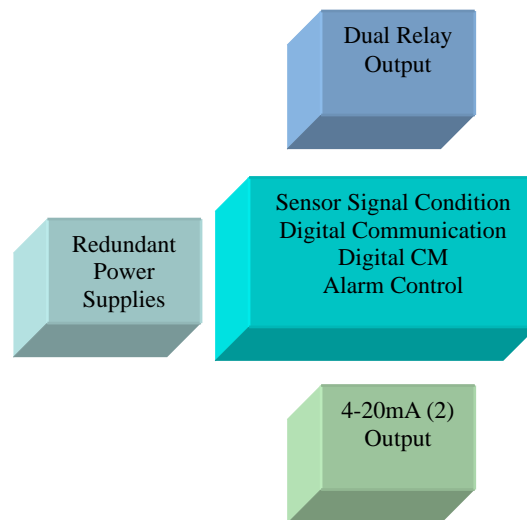 Dual Relay
Output
Sensor Signal Condition
Digital Communication
Digital CM
Alarm Control
Redundant
Power
Supplies
4-20mA (2)
Output